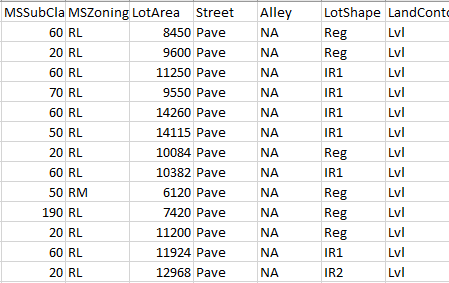 MSSubCla MSZoning LotArea Street Alley LotShape LandConto
60 RL 8450 Pave NA Reg Lvl
20 RL 9600 Pave NA Reg Lvl
60 RL 11250 Pave NA IR1 Lvl
70 RL 9550 Pave NA IR1 Lvl
60 RL 14260 Pave NA IR1 Lvl
50 RL 14115 Pave NA IR1 Lvl
20 RL 10084 Pave NA Reg Lvl
60 RL 10382 Pave NA IR1 Lvl
50 RM 6120 Pave NA Reg Lvl
190 RL 7420 Pave NA Reg Lvl
20 RL 11200 Pave NA Reg Lvl
60 RL 11924 Pave NA IR1 Lvl
20 RL 12968 Pave NA IR2 Lvl